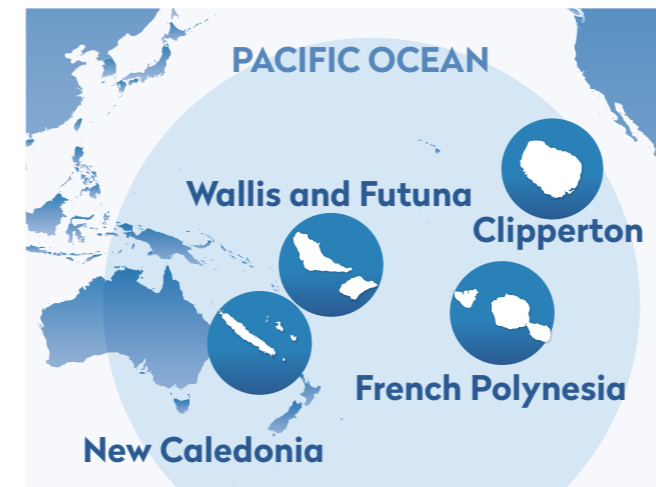 PACIFIC OCEAN
Wallis and Futuna
Clipperton
French Polynesia
New Caledonia